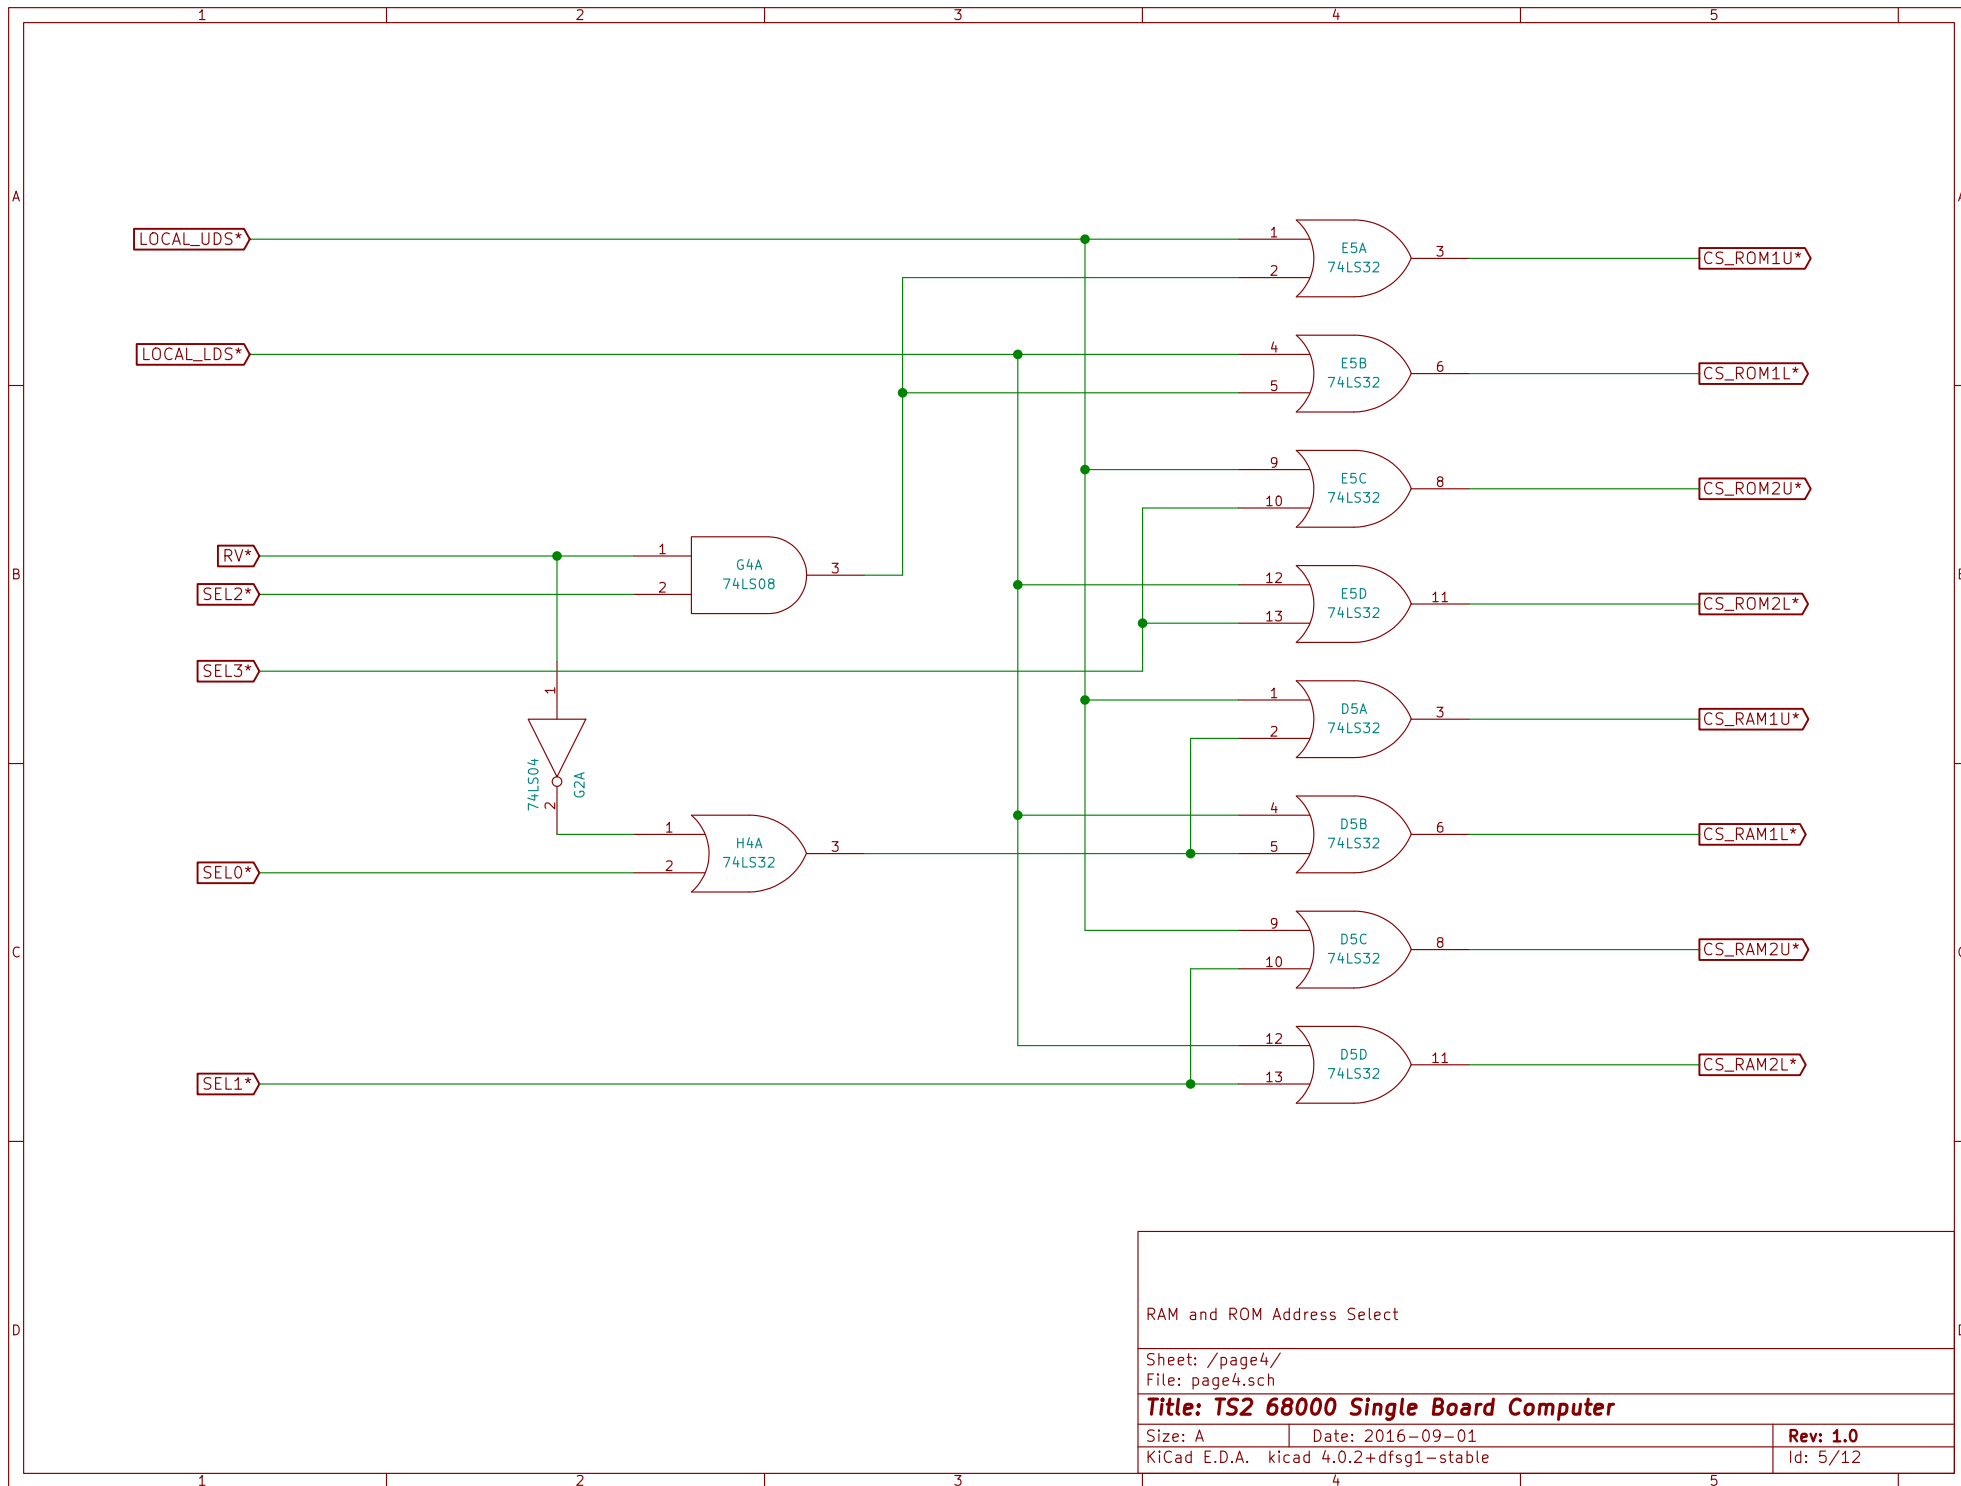 1 2 3 4 5
A
LOCAL_UDS*
1
2
E5A
74LS32
3
CS_ROM1U*
LOCAL_LDS*
4
5
E5B
74LS32
6
CS_ROM1L*
9
10
E5C
74LS32
8
CS_ROM2U*
B
RV*
SEL2*
1
2
G4A
74LS08
3
12
13
E5D
74LS32
11
CS_ROM2L*
SEL3*
1
74LS04
G2A
2
1
2
D5A
74LS32
3
CS_RAM1U*
SEL0*
1
2
H4A
74LS32
3
4
5
D5B
74LS32
6
CS_RAM1L*
C
9
10
D5C
74LS32
8
CS_RAM2U*
SEL1*
12
13
D5D
74LS32
11
CS_RAM2L*
D
RAM and ROM Address Select
Sheet: /page4/
File: page4.sch
Title: TS2 68000 Single Board Computer
Size: A Date: 2016-09-01 Rev: 1.0
KiCad E.D.A. kicad 4.0.2+dfsg1-stable Id: 5/12
1 2 3 4 5